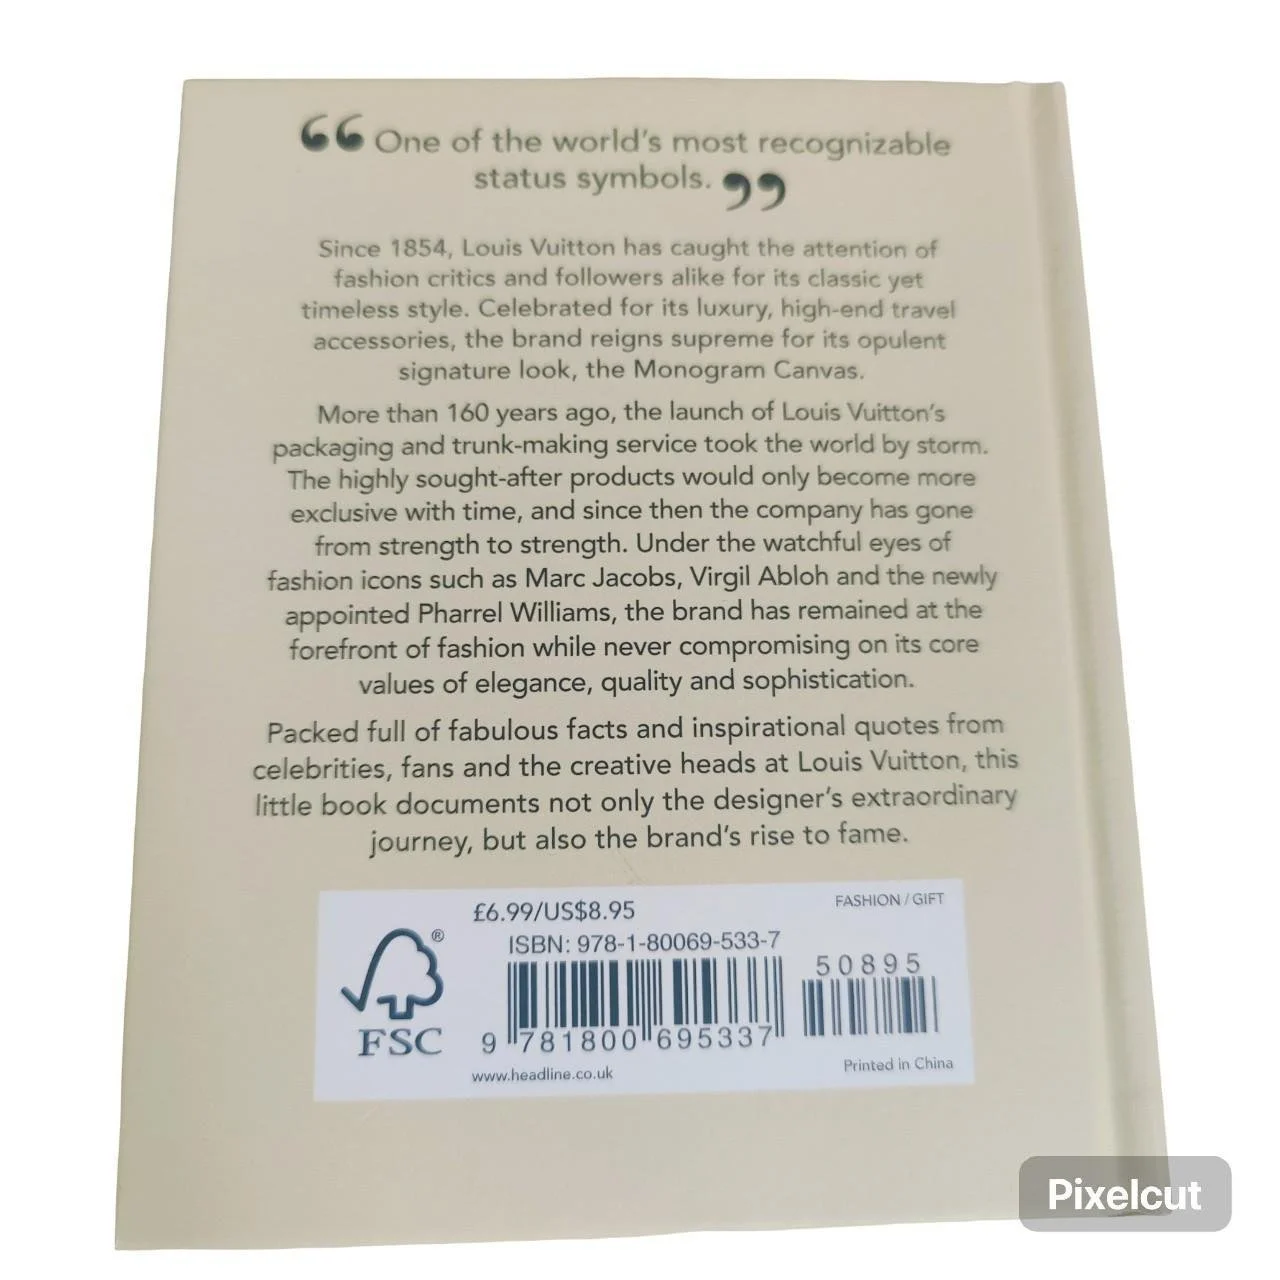 “ One of the world's most recognizable
status symbols. ”
Since 1854, Louis Vuitton has caught the attention of
fashion critics and followers alike for its classic yet
timeless style. Celebrated for its luxury, high-end travel
accessories, the brand reigns supreme for its opulent
signature look, the Monogram Canvas.
More than 160 years ago, the launch of Louis Vuitton's
packaging and trunk-making service took the world by storm.
The highly sought-after products would only become more
exclusive with time, and since then the company has gone
from strength to strength. Under the watchful eyes of
fashion icons such as Marc Jacobs, Virgil Abloh and the newly
appointed Pharrel Williams, the brand has remained at the
forefront of fashion while never compromising on its core
values of elegance, quality and sophistication.
Packed full of fabulous facts and inspirational quotes from
celebrities, fans and the creative heads at Louis Vuitton, this
little book documents not only the designer's extraordinary
journey, but also the brand's rise to fame.
£6.99/US$8.95
FASHION / GIFT
ISBN: 978-1-80069-533-7
50895
®
FSC
9 781800 695337
www.headline.co.uk
Printed in China
Pixelcut